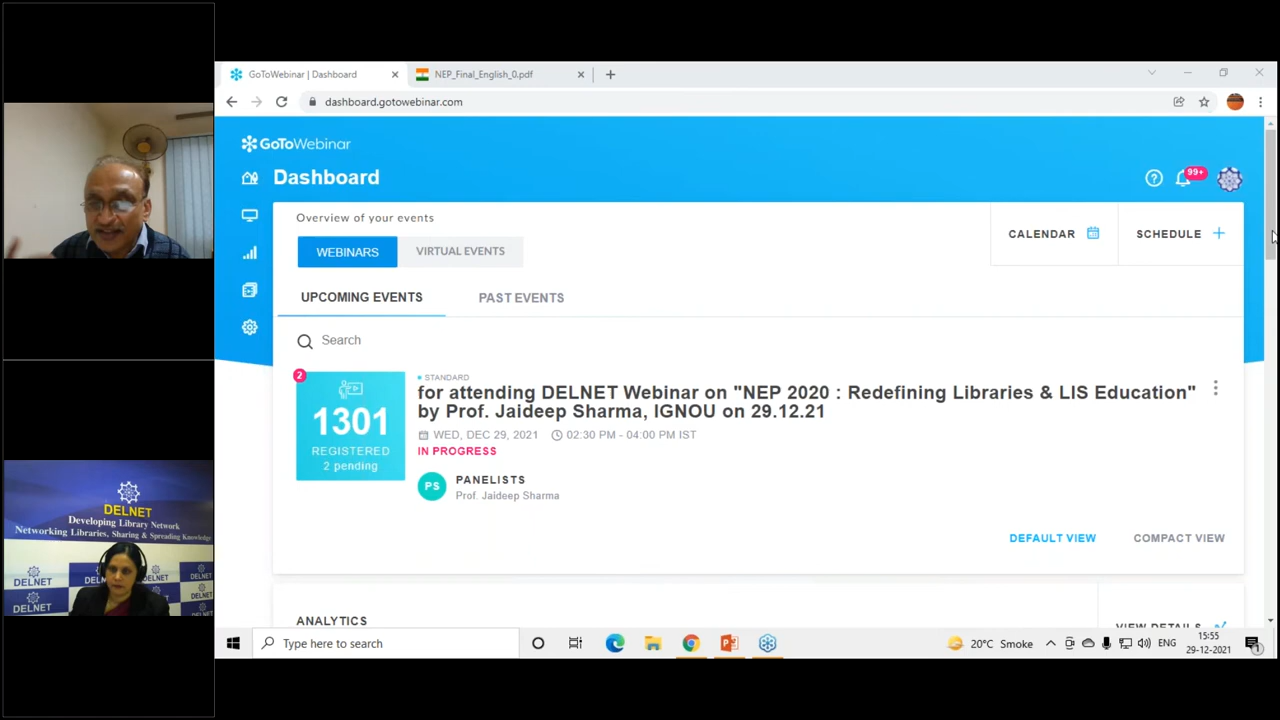 GoToWebinar | Dashboard
NEP_Final_English_0.pdf
dashboard.gotowebinar.com
GoToWebinar
Dashboard
99+
Overview of your events
WEBINARS
VIRTUAL EVENTS
CALENDAR
SCHEDULE
UPCOMING EVENTS
PAST EVENTS
Search
2
1301
REGISTERED
2 pending
STANDARD
for attending DELNET Webinar on "NEP 2020 : Redefining Libraries & LIS Education"
by Prof. Jaideep Sharma, IGNOU on 29.12.21
WED, DEC 29, 2021 02:30 PM - 04:00 PM IST
IN PROGRESS
PS
PANELISTS
Prof. Jaideep Sharma
DEFAULT VIEW
COMPACT VIEW
ANALYTICS
VIEW DETAILS
Type here to search
20°C Smoke
ENG
15:55
29-12-2021
1
DELNET
Developing Library Network
Networking Libraries, Sharing & Spreading Knowledge
DELNET
DELNET
DELNET
DELNET
DELNET